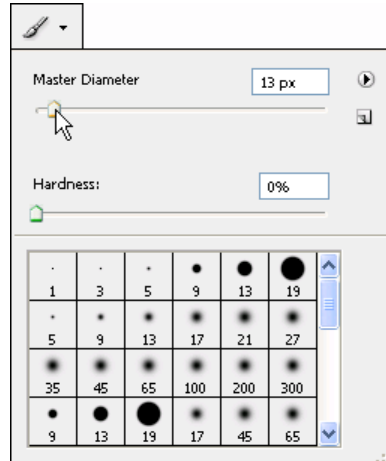 Master Diameter 13 px
Hardness: 0%
1 3 5 9 13 19
5 9 13 17 21 27
35 45 65 100 200 300
9 13 19 17 45 65